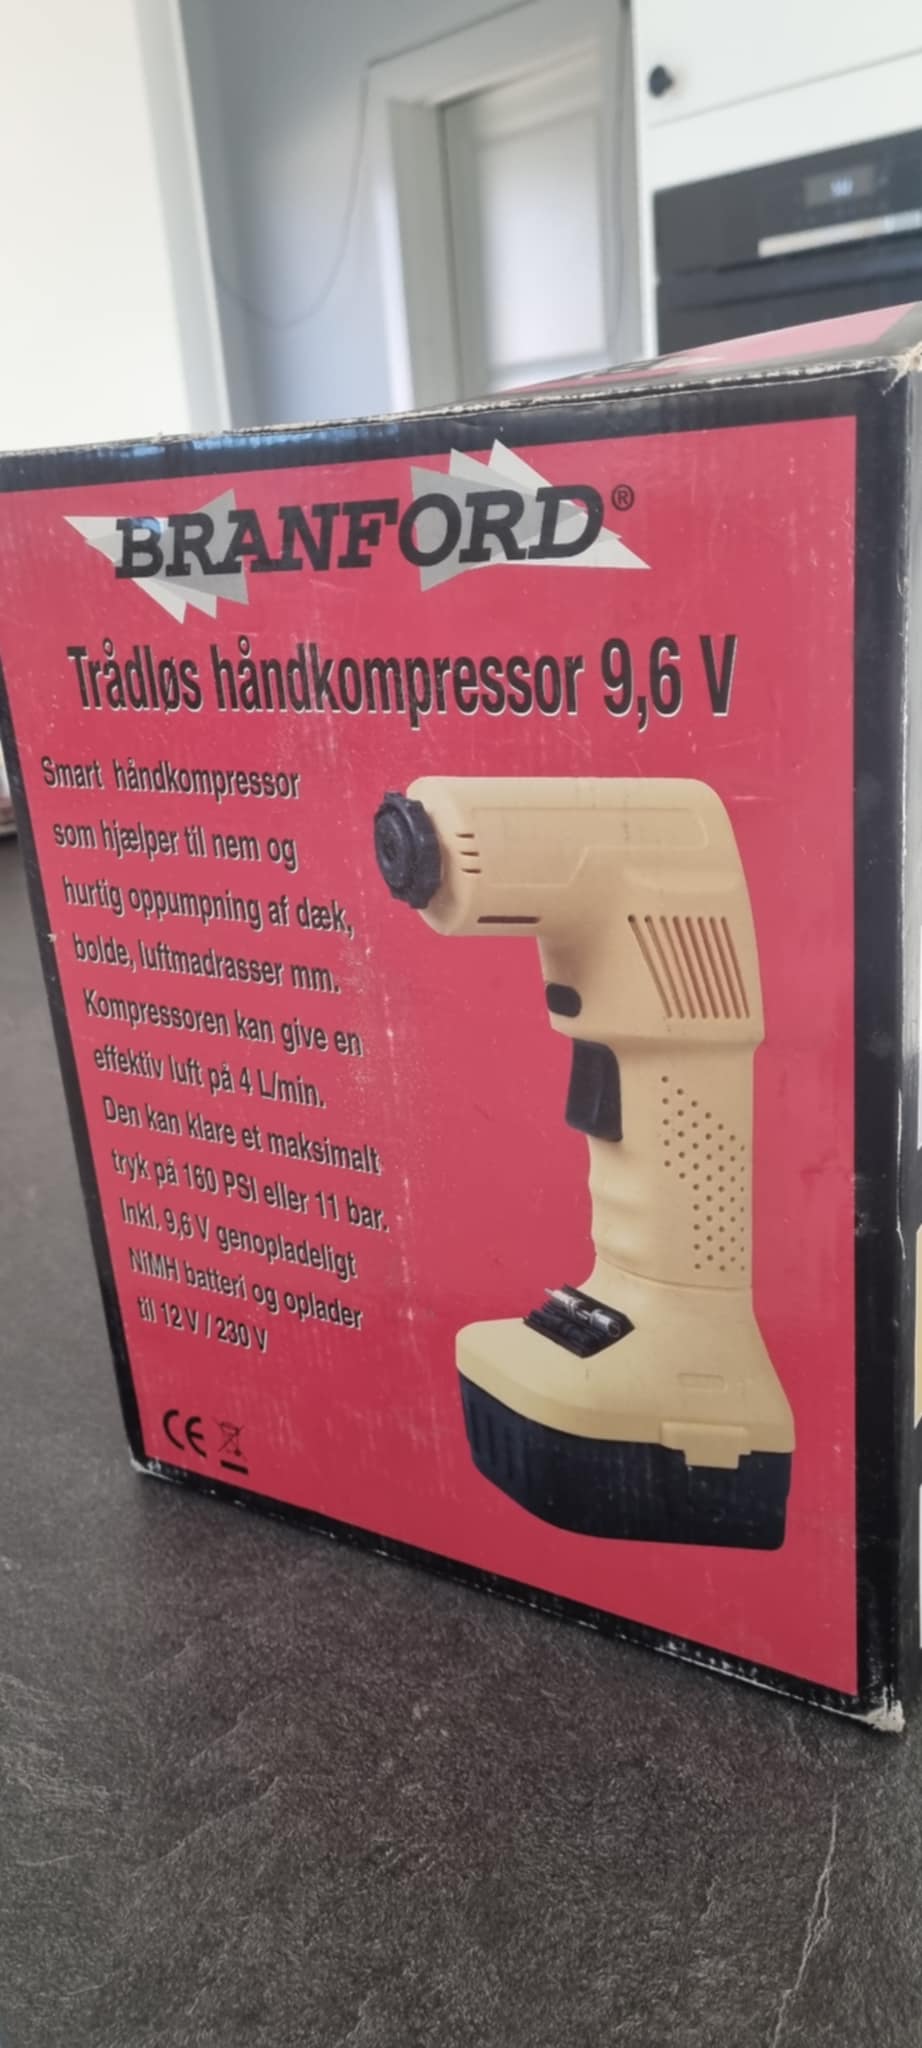 BRANFORD®
Trådløs håndkompressor 9,6 V
Smart håndkompressor
som hjælper til nem og
hurtig oppumpning af dæk,
bolde, luftmadrasser mm.
Kompressoren kan give en
effektiv luft på 4 L/min.
Den kan klare et maksimalt
tryk på 160 PSI eller 11 bar.
Inkl. 9,6 V genopladeligt
NiMH batteri og oplader
til 12 V / 230 V
CE